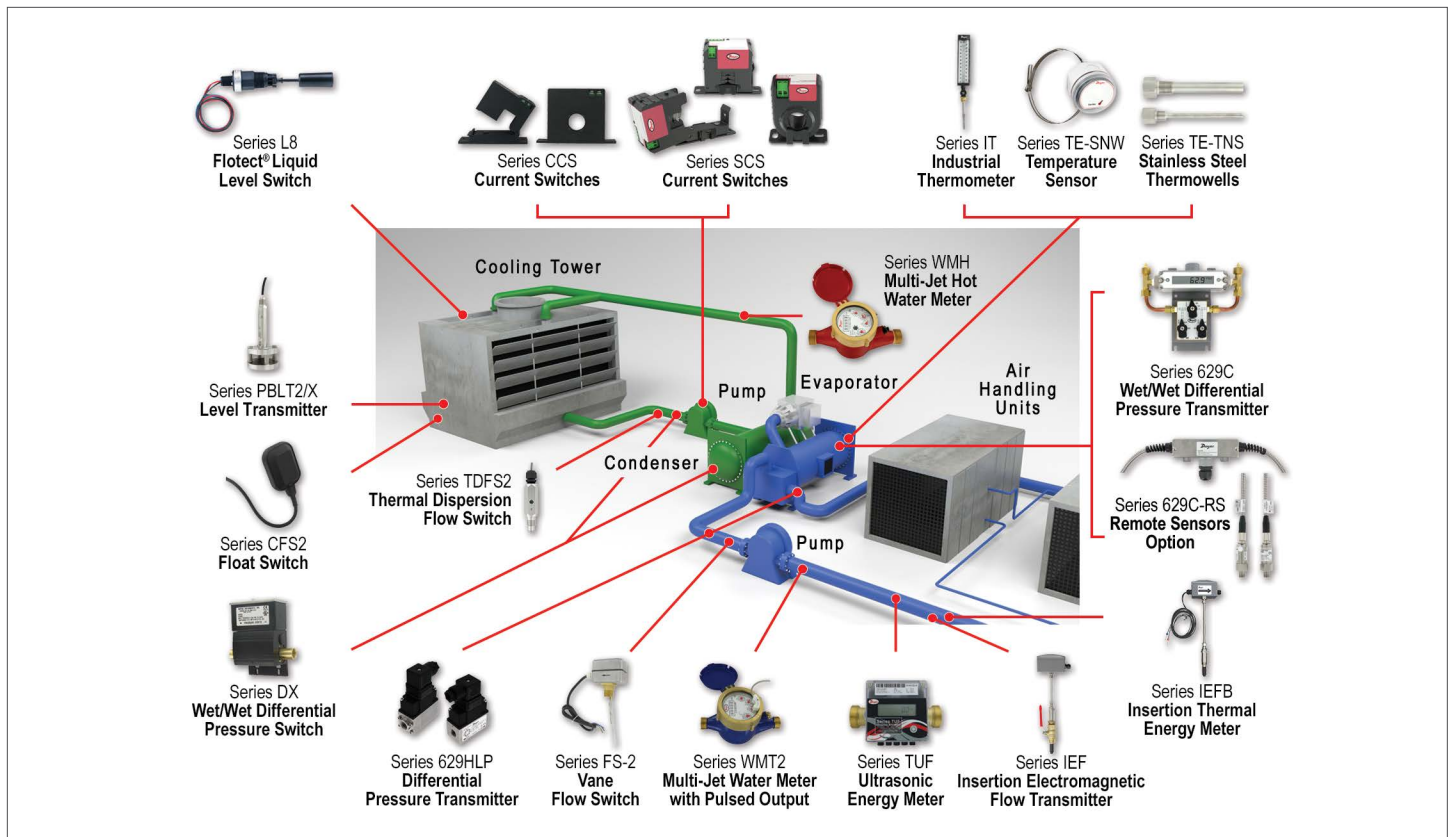 Series L8
Flotect® Liquid
Level Switch
Series CCS
Current Switches
Series SCS
Current Switches
Series IT
Industrial
Thermometer
Series TE-SNW
Temperature
Sensor
Series TE-TNS
Stainless Steel
Thermowells
Cooling Tower
Series WMH
Multi-Jet Hot
Water Meter
Series PBLT2/X
Level Transmitter
Pump
Evaporator
Air
Handling
Units
Series 629C
Wet/Wet Differential
Pressure Transmitter
Condenser
Series TDFS2
Thermal Dispersion
Flow Switch
Series CFS2
Float Switch
Series 629C-RS
Remote Sensors
Option
Pump
Series DX
Wet/Wet Differential
Pressure Switch
Series IEFB
Insertion Thermal
Energy Meter
Series 629HLP
Differential
Pressure Transmitter
Series FS-2
Vane
Flow Switch
Series WMT2
Multi-Jet Water Meter
with Pulsed Output
Series TUF
Ultrasonic
Energy Meter
Series IEF
Insertion Electromagnetic
Flow Transmitter